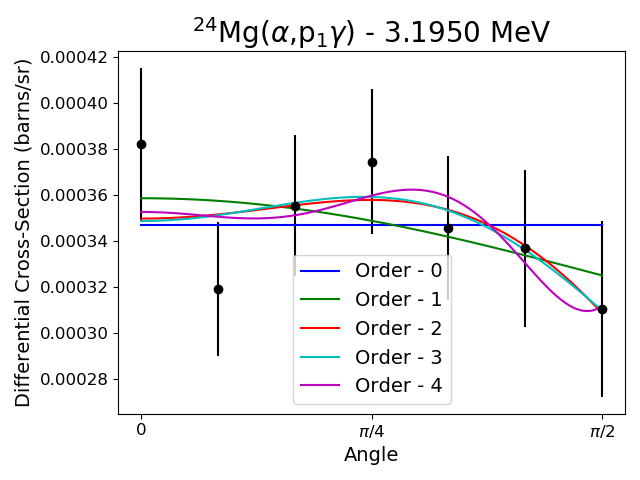 ²⁴Mg(α,p₁γ) - 3.1950 MeV
Differential Cross-Section (barns/sr)
0.00042
0.00040
0.00038
0.00036
0.00034
0.00032
0.00030
0.00028
Order - 0
Order - 1
Order - 2
Order - 3
Order - 4
0
π/4
π/2
Angle